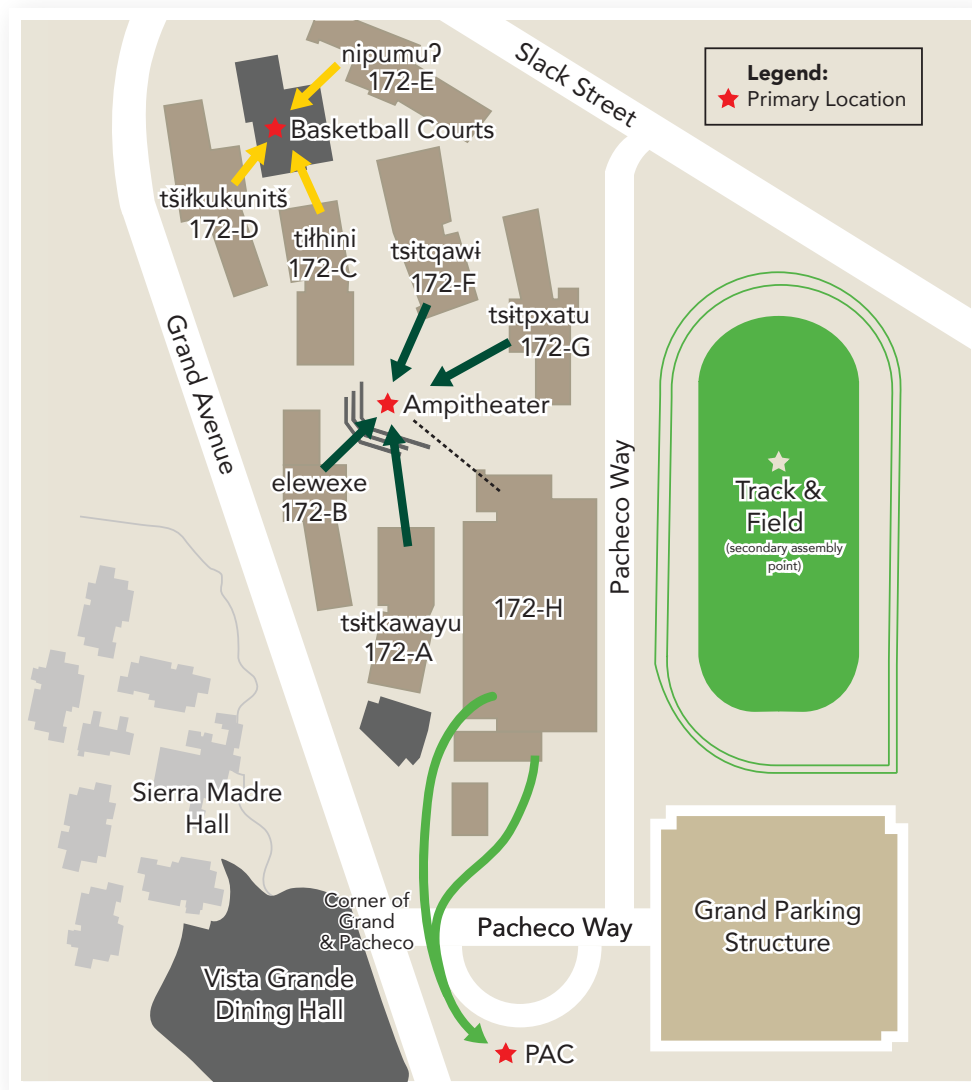 nipumuʔ
172-E
Slack Street
Legend:
Primary Location
Basketball Courts
tšiłkukunitš
172-D
tiłhini
172-C
tsɨtqawɨ
172-F
tsɨtpxatu
172-G
Grand Avenue
Ampitheater
elewexe
172-B
Pacheco Way
Track &
Field
(secondary assembly
point)
172-H
tsɨtkawayu
172-A
Sierra Madre
Hall
Corner of
Grand
& Pacheco
Pacheco Way
Grand Parking
Structure
Vista Grande
Dining Hall
PAC